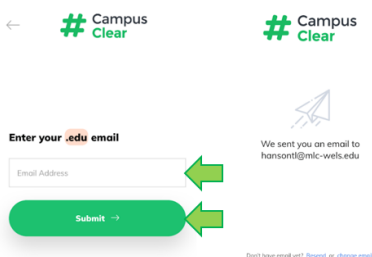 # Campus
Clear
Enter your .edu email
Email Address
Submit →
# Campus
Clear
We sent you an email to
hansontl@mlc-wels.edu
Don't have email yet? Resend or change email